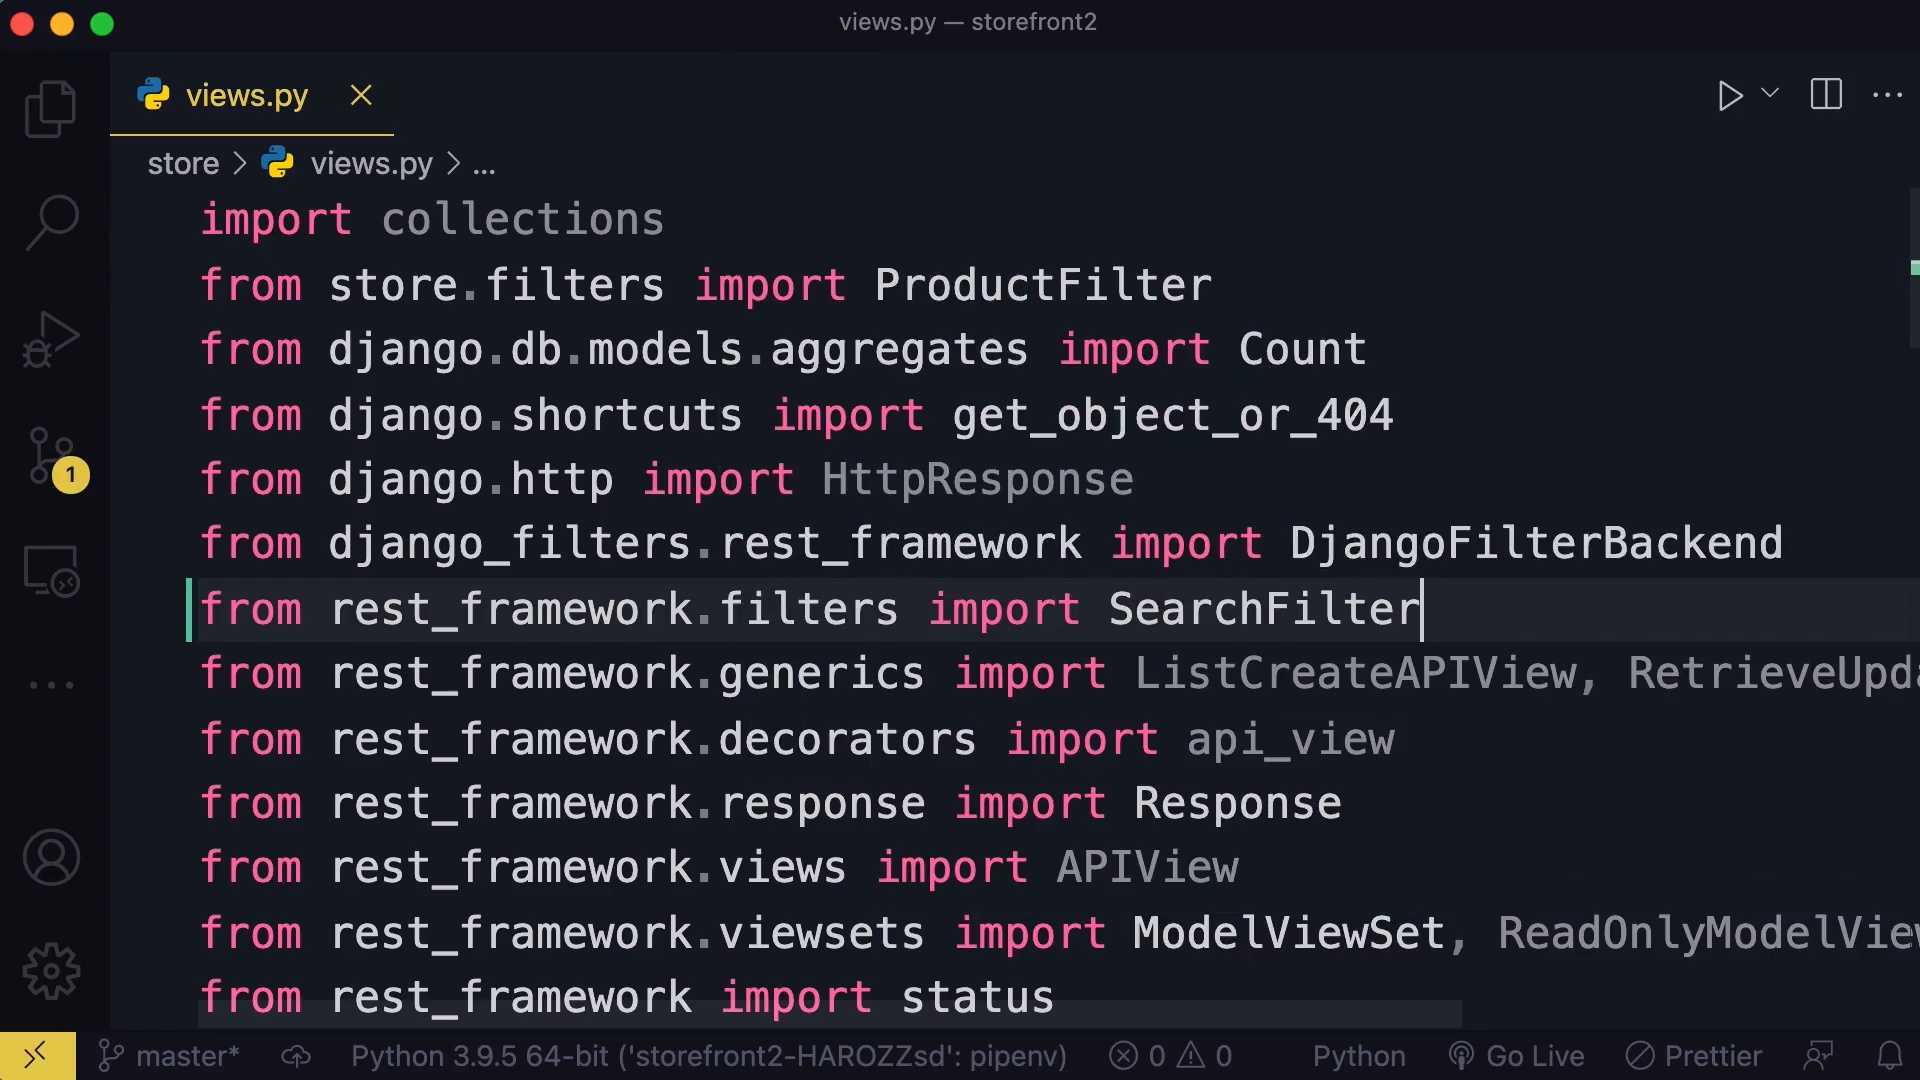 views.py — storefront2
views.py
store > views.py > ...
import collections
from store.filters import ProductFilter
from django.db.models.aggregates import Count
from django.shortcuts import get_object_or_404
from django.http import HttpResponse
from django_filters.rest_framework import DjangoFilterBackend
from rest_framework.filters import SearchFilter
from rest_framework.generics import ListCreateAPIView, RetrieveUpda
from rest_framework.decorators import api_view
from rest_framework.response import Response
from rest_framework.views import APIView
from rest_framework.viewsets import ModelViewSet, ReadOnlyModelView
from rest_framework import status
1
master* Python 3.9.5 64-bit ('storefront2-HAROZZsd': pipenv) 0 0 Python Go Live Prettier